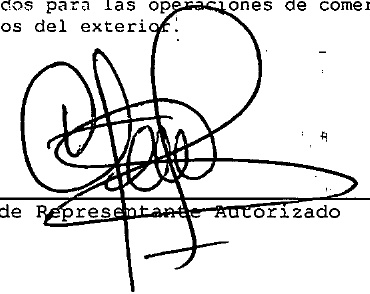 dos para las operaciones de comer
os del exterior.
de Representante Autorizado